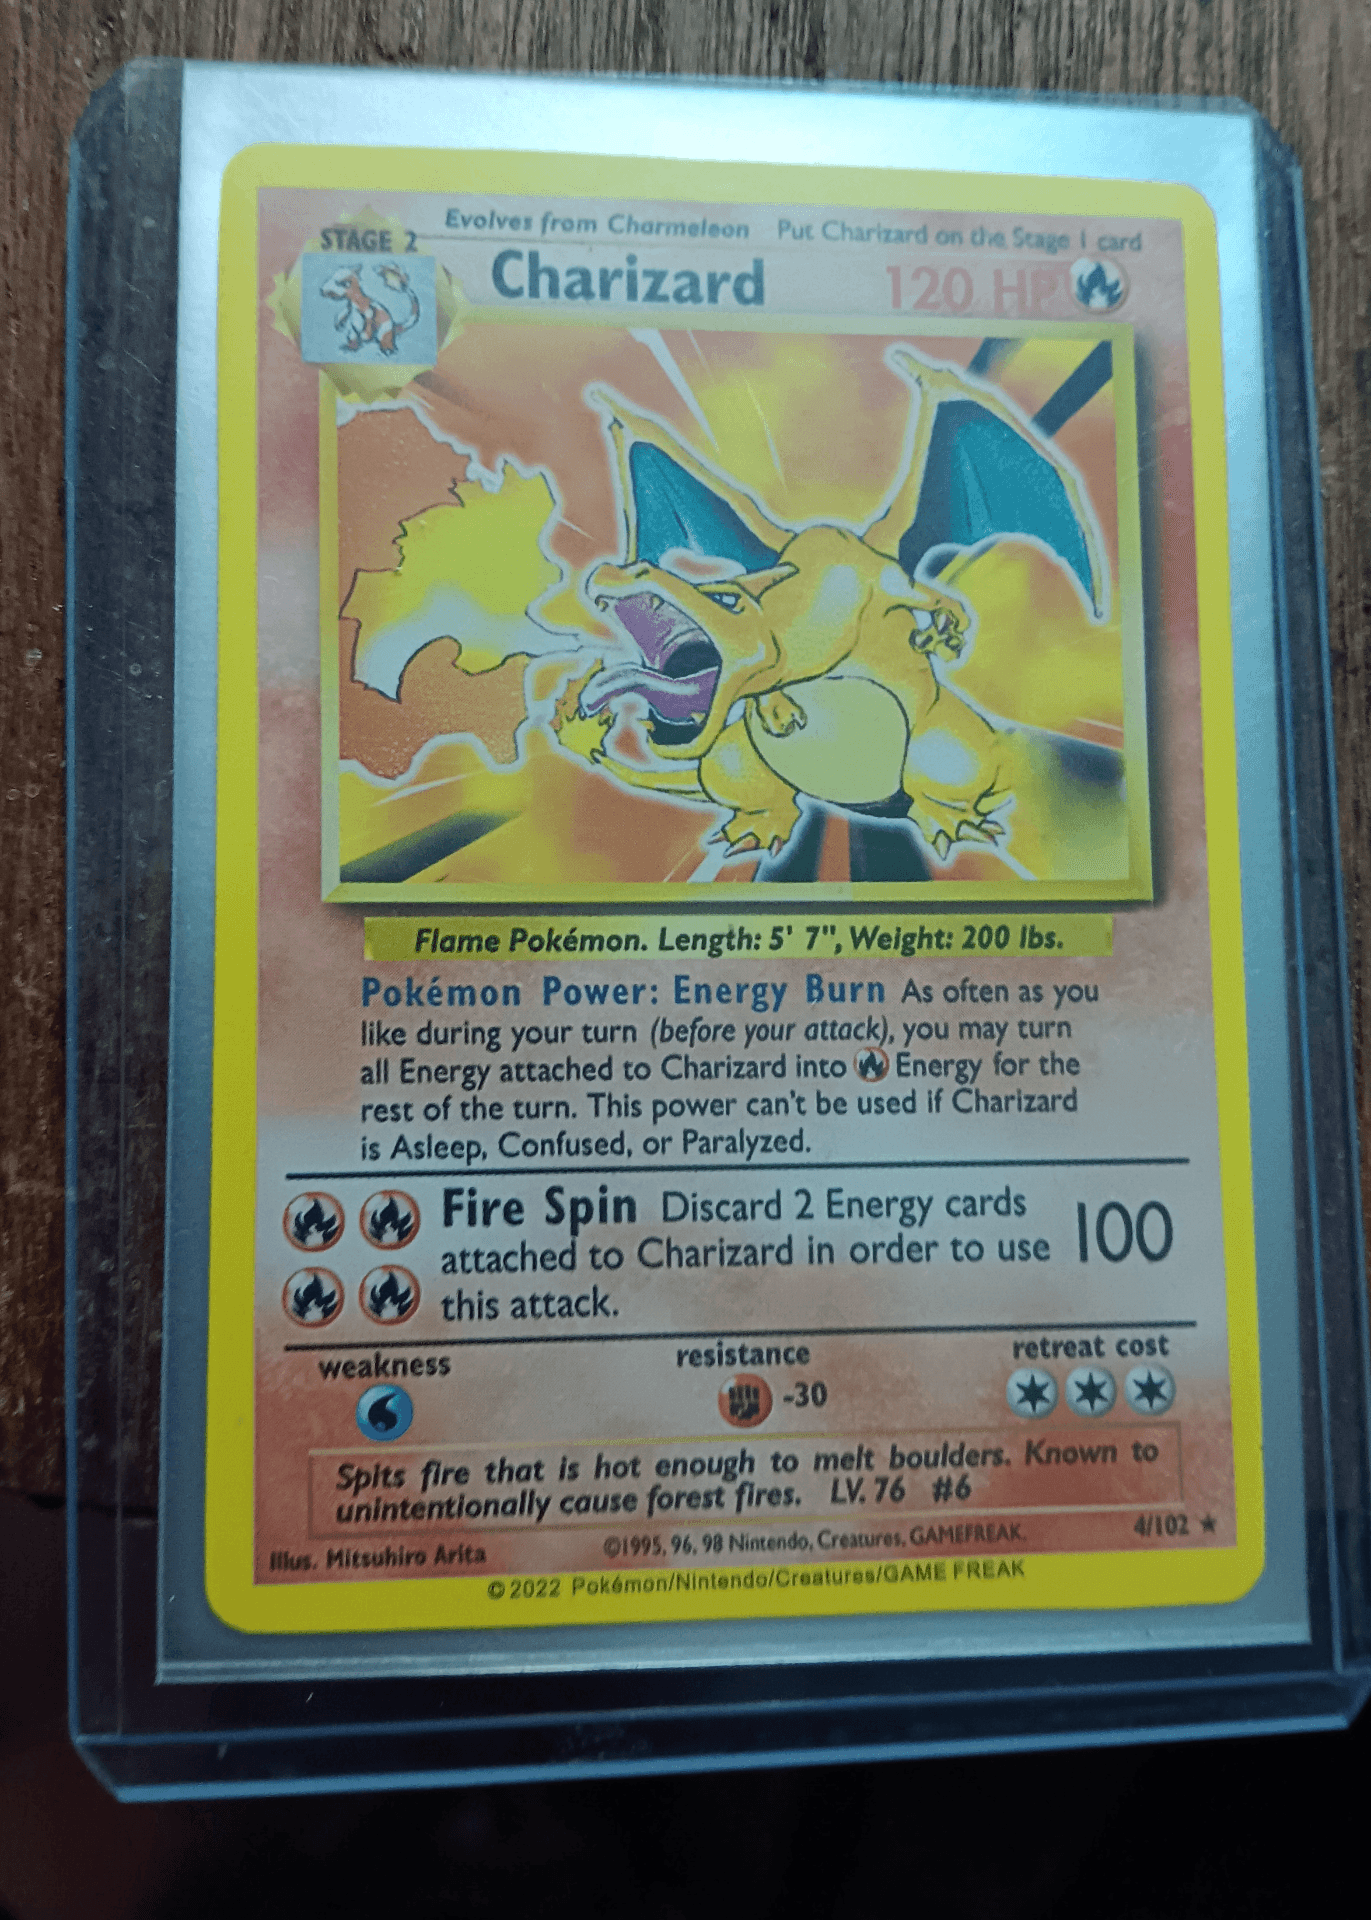 Evolves from Charmeleon Put Charizard on the Stage 1 card
STAGE 2
Charizard 120 HP
Flame Pokémon. Length: 5' 7", Weight: 200 lbs.
Pokémon Power: Energy Burn As often as you
like during your turn (before your attack), you may turn
all Energy attached to Charizard into Energy for the
rest of the turn. This power can't be used if Charizard
is Asleep, Confused, or Paralyzed.
Fire Spin Discard 2 Energy cards
attached to Charizard in order to use 100
this attack.
weakness resistance retreat cost
-30
Spits fire that is hot enough to melt boulders. Known to
unintentionally cause forest fires. LV. 76 #6
Illus. Mitsuhiro Arita ©1995, 96, 98 Nintendo, Creatures, GAMEFREAK. 4/102 ★
© 2022 Pokémon/Nintendo/Creatures/GAME FREAK